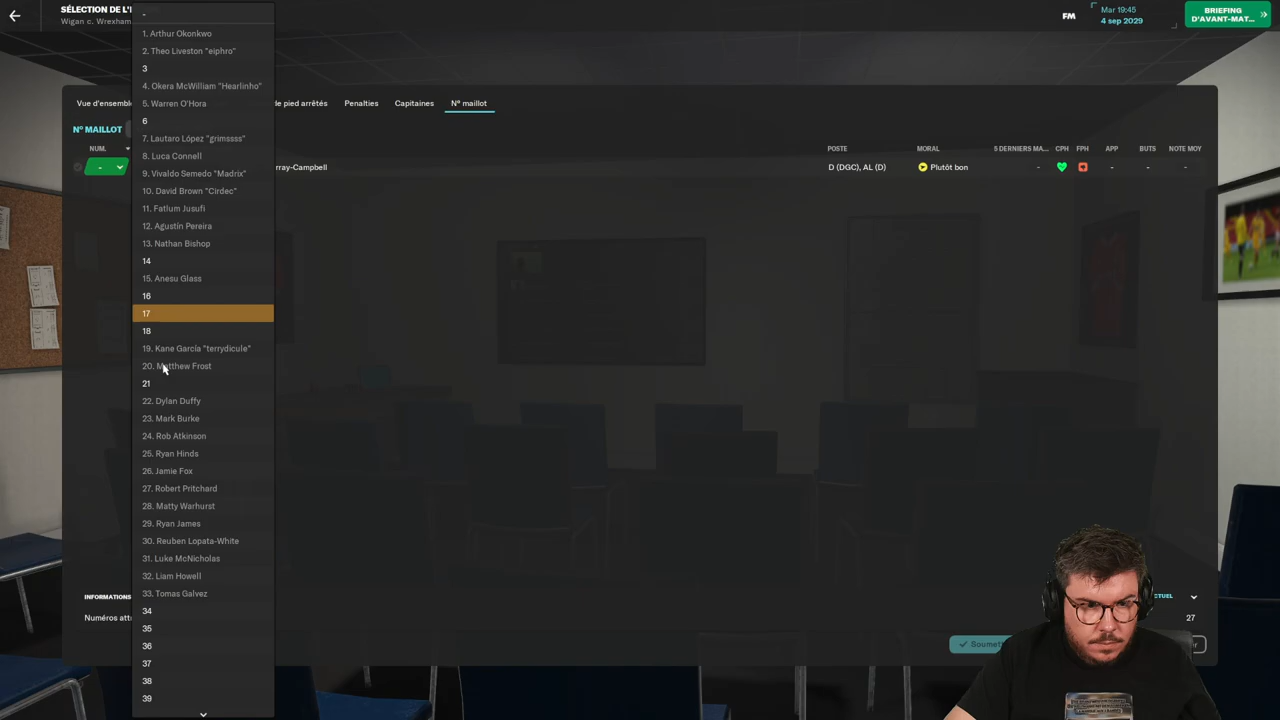 SÉLECTION DE L'
Wigan c. Wrexham
FM
Mar 19:45
4 sep 2029
BRIEFING
D'AVANT-MAT...
Vue d'ensemble
de pied arrêtés
Penalties
Capitaines
N° maillot
N° MAILLOT
NUM.
POSTE
MORAL
5 DERNIERS MA...
CPH
FPH
APP
BUTS
NOTE MOY
-
rray-Campbell
D (DGC), AL (D)
Plutôt bon
-
-
-
-
-
1. Arthur Okonkwo
2. Theo Liveston "eiphro"
3
4. Okera McWilliam "Hearlinho"
5. Warren O'Hora
6
7. Lautaro López "grimssss"
8. Luca Connell
9. Vivaldo Semedo "Madrix"
10. David Brown "Cirdec"
11. Fatlum Jusufi
12. Agustín Pereira
13. Nathan Bishop
14
15. Anesu Glass
16
17
18
19. Kane García "terrydicule"
20. Matthew Frost
21
22. Dylan Duffy
23. Mark Burke
24. Rob Atkinson
25. Ryan Hinds
26. Jamie Fox
27. Robert Pritchard
28. Matty Warhurst
29. Ryan James
30. Reuben Lopata-White
31. Luke McNicholas
32. Liam Howell
33. Tomas Galvez
34
35
36
37
38
39
INFORMATIONS
CTUEL
Numéros att
27
Soumett
er